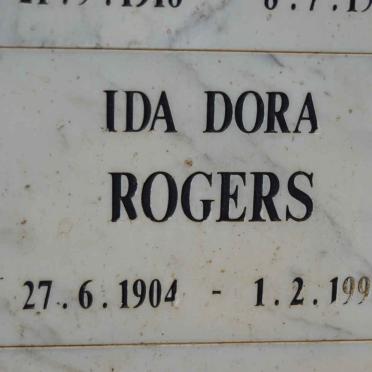 IDA DORA
ROGERS
27.6.1904 - 1.2.199